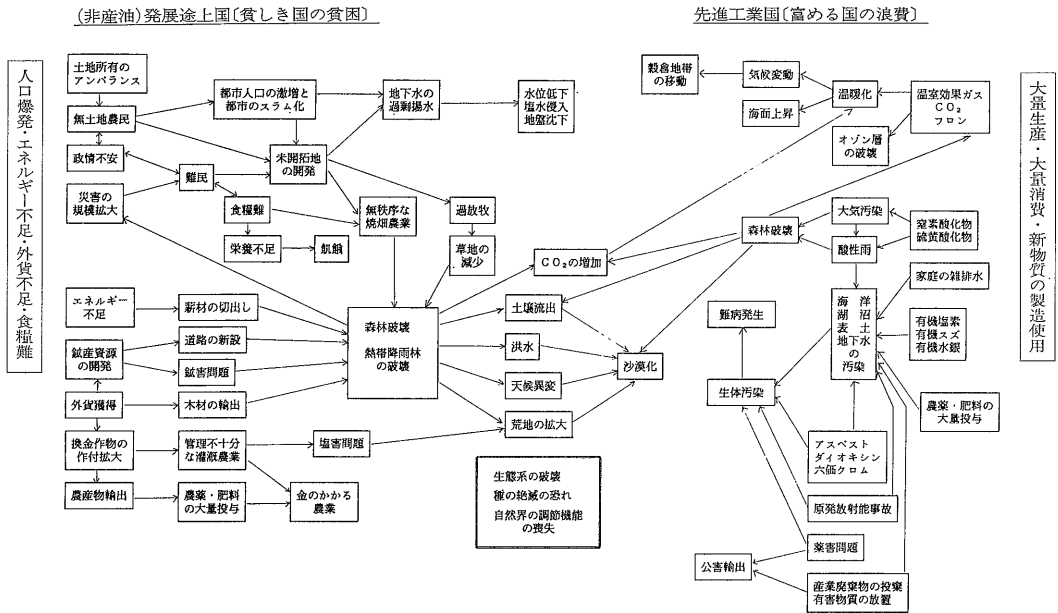 (非産油)発展途上国〔貧しき国の貧困〕
先進工業国〔富める国の浪費〕
人口爆発・エネルギー不足・外貨不足・食糧難
土地所有の
アンバランス
無土地農民
政情不安
災害の
規模拡大
難民
都市人口の激増と
都市のスラム化
未開拓地
の開発
食糧難
栄養不足
飢餓
地下水の
過剰揚水
水位低下
塩水侵入
地盤沈下
無秩序な
焼畑農業
過放牧
草地の
減少
エネルギー
不足
薪材の切出し
鉱産資源
の開発
道路の新設
鉱害問題
外貨獲得
木材の輸出
換金作物の
作付拡大
管理不十分
な灌漑農業
塩害問題
農産物輸出
農薬・肥料
の大量投与
金のかかる
農業
森林破壊
熱帯降雨林
の破壊
CO₂の増加
土壌流出
洪水
天候異変
荒地の拡大
沙漠化
生態系の破壊
種の絶滅の恐れ
自然界の調節機能
の喪失
穀倉地帯
の移動
気候変動
海面上昇
温暖化
温室効果ガス
CO₂
フロン
オゾン層
の破壊
森林破壊
大気汚染
酸性雨
窒素酸化物
硫黄酸化物
家庭の雑排水
海洋
湖沼
表土
地下水
の
汚染
有機塩素
有機スズ
有機水銀
農薬・肥料の
大量投与
難病発生
生体汚染
アスベスト
ダイオキシン
六価クロム
原発放射能事故
薬害問題
公害輸出
産業廃棄物の投棄
有害物質の放置
大量生産・大量消費・新物質の製造使用